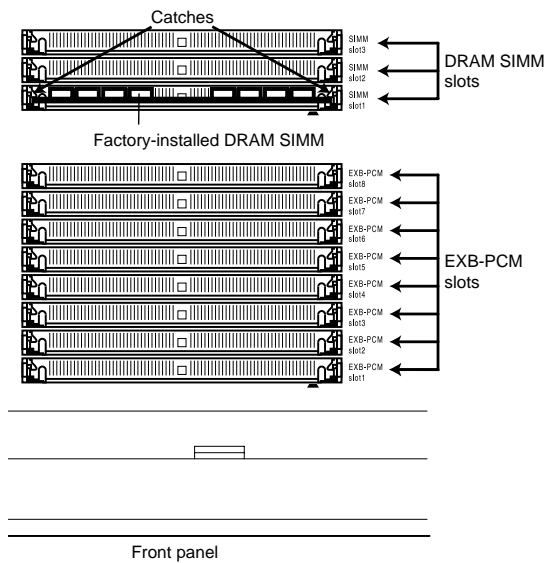 Catches
SIMM
slot3
SIMM
slot2
SIMM
slot1
DRAM SIMM
slots
Factory-installed DRAM SIMM
EXB-PCM
slot8
EXB-PCM
slot7
EXB-PCM
slot6
EXB-PCM
slot5
EXB-PCM
slot4
EXB-PCM
slot3
EXB-PCM
slot2
EXB-PCM
slot1
EXB-PCM
slots
Front panel